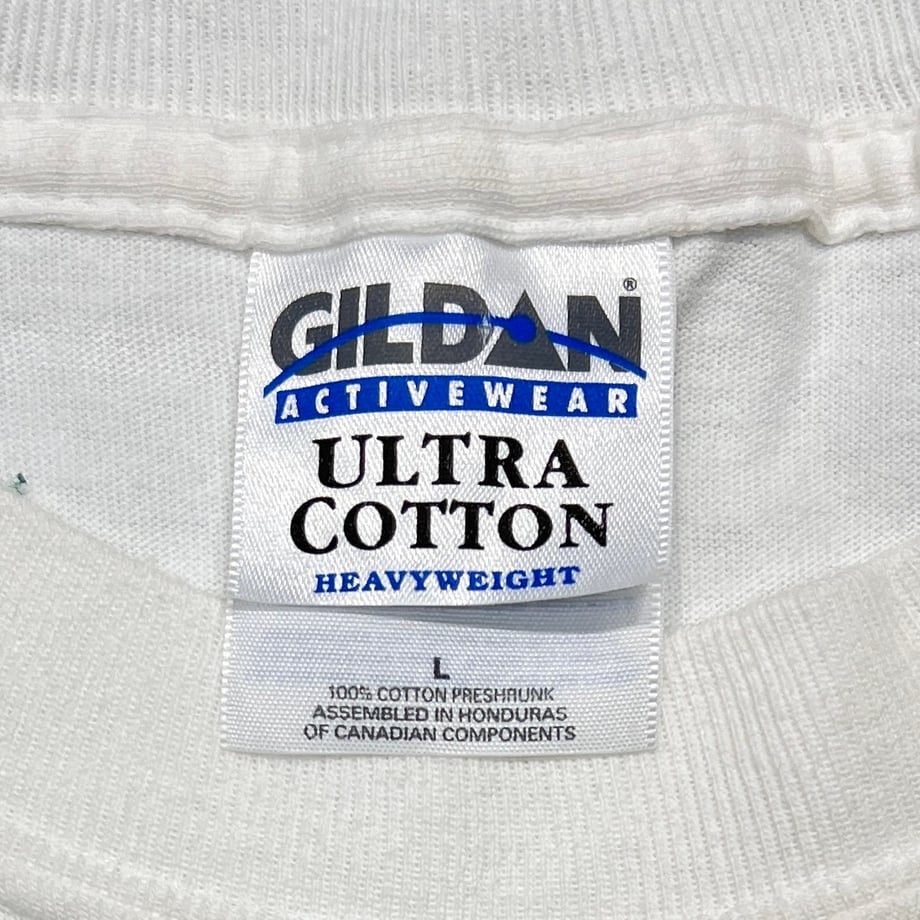 GILDAN®
ACTIVEWEAR
ULTRA
COTTON
HEAVYWEIGHT
L
100% COTTON PRESHRUNK
ASSEMBLED IN HONDURAS
OF CANADIAN COMPONENTS